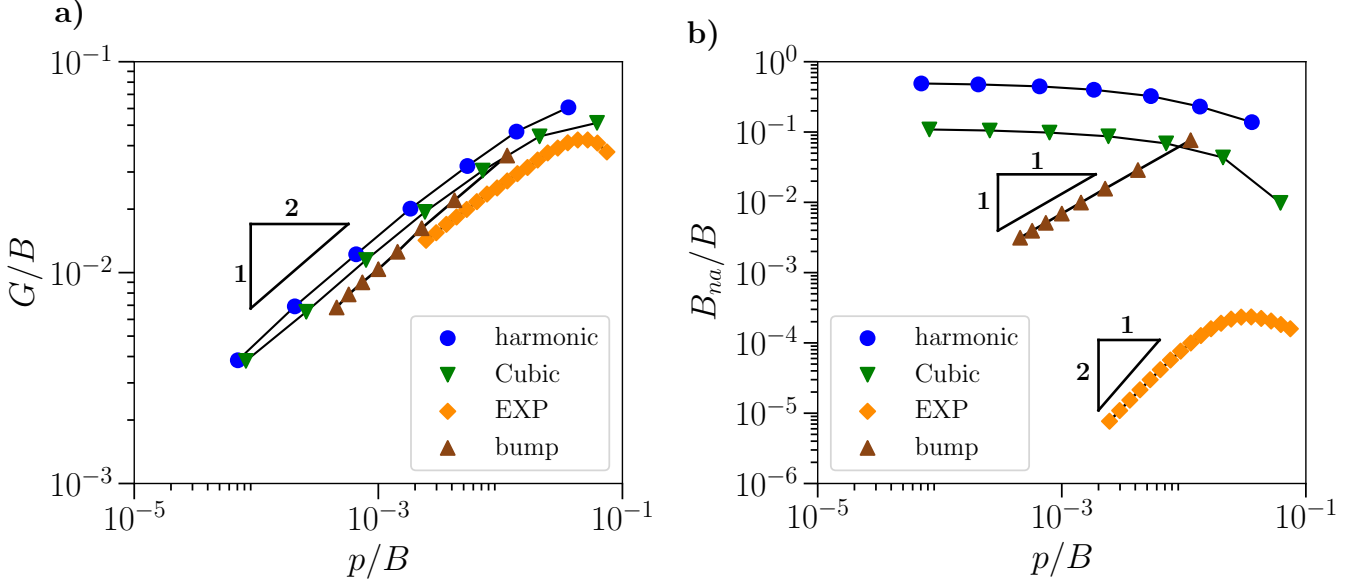 a)
10^{-1}
10^{-2}
10^{-3}
G/B
2
1
harmonic
Cubic
EXP
bump
10^{-5}
10^{-3}
10^{-1}
p/B
b)
10^{0}
10^{-1}
10^{-2}
10^{-3}
10^{-4}
10^{-5}
10^{-6}
B_{na}/B
1
1
1
2
harmonic
Cubic
EXP
bump
10^{-5}
10^{-3}
10^{-1}
p/B